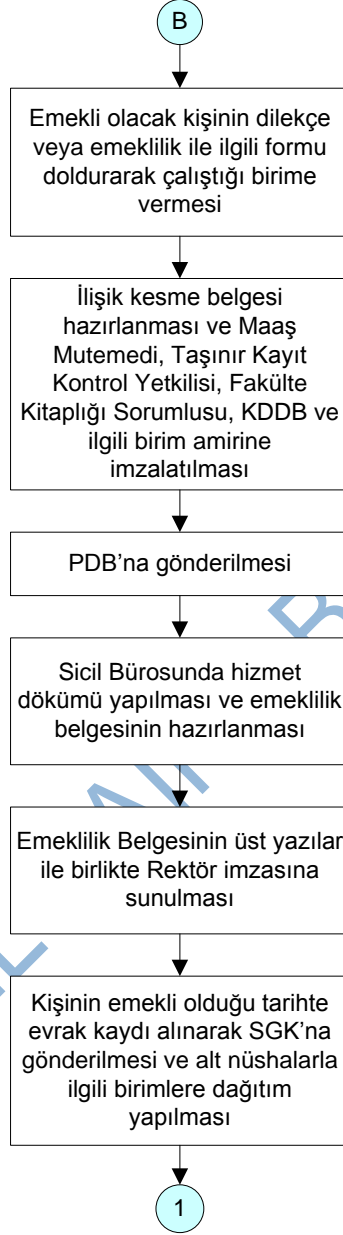 B
Emekli olacak kişinin dilekçe
veya emeklilik ile ilgili formu
doldurarak çalıştığı birime
vermesi
İlişik kesme belgesi
hazırlanması ve Maaş
Mutemedi, Taşınır Kayıt
Kontrol Yetkilisi, Fakülte
Kitaplığı Sorumlusu, KDDB ve
ilgili birim amirine
imzalatılması
PDB’na gönderilmesi
Sicil Bürosunda hizmet
dökümü yapılması ve emeklilik
belgesinin hazırlanması
Emeklilik Belgesinin üst yazılar
ile birlikte Rektör imzasına
sunulması
Kişinin emekli olduğu tarihte
evrak kaydı alınarak SGK’na
gönderilmesi ve alt nüshalarla
ilgili birimlere dağıtım
yapılması
1